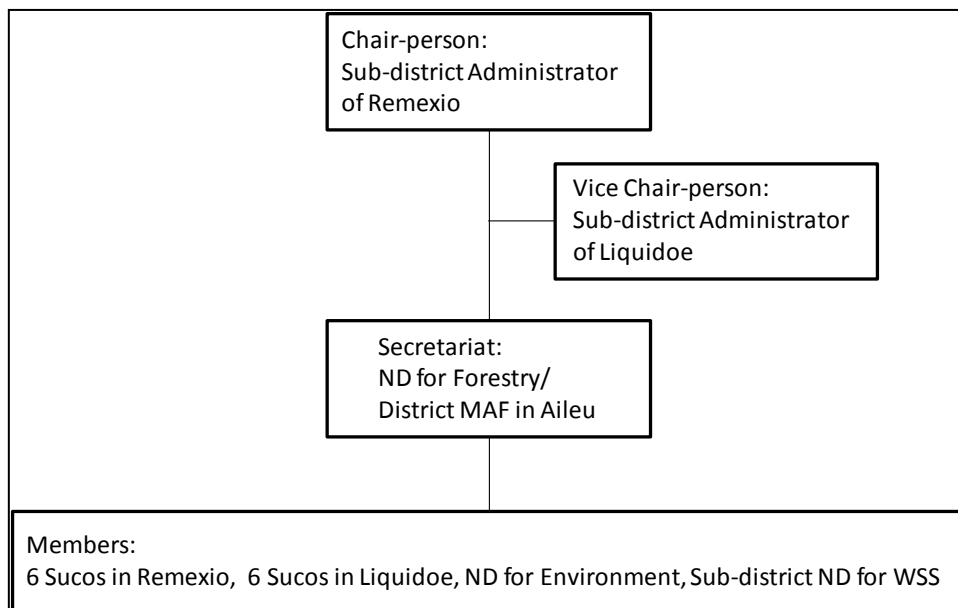 Chair-person:
Sub-district Administrator
of Remexio
Vice Chair-person:
Sub-district Administrator
of Liquidoe
Secretariat:
ND for Forestry/
District MAF in Aileu
Members:
6 Sucos in Remexio,  6 Sucos in Liquidoe, ND for Environment, Sub-district ND for WSS